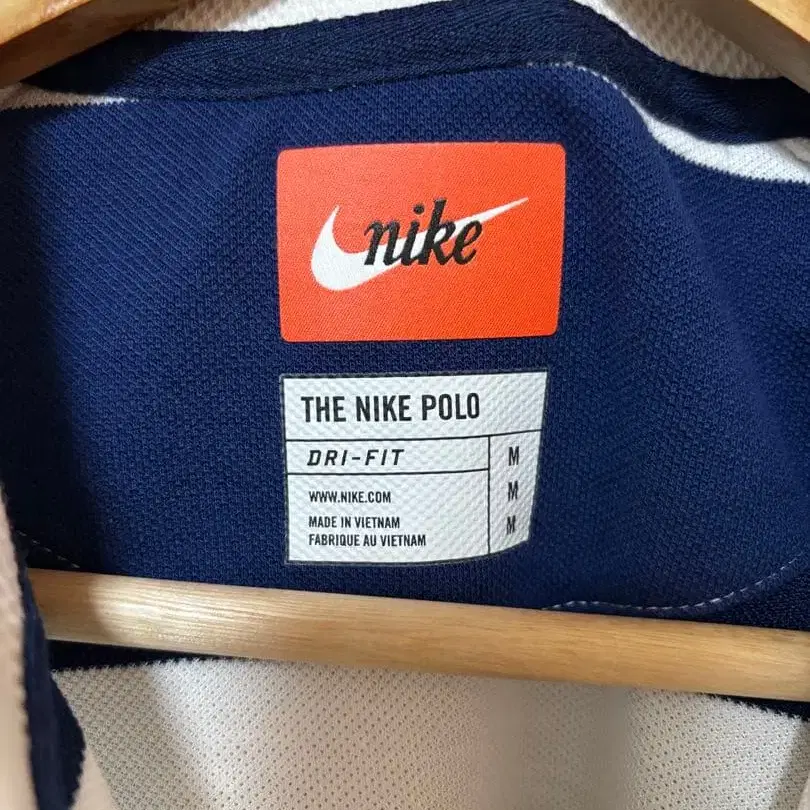 nike
THE NIKE POLO
DRI-FIT
M
WWW.NIKE.COM
M
MADE IN VIETNAM
M
FABRIQUE AU VIETNAM